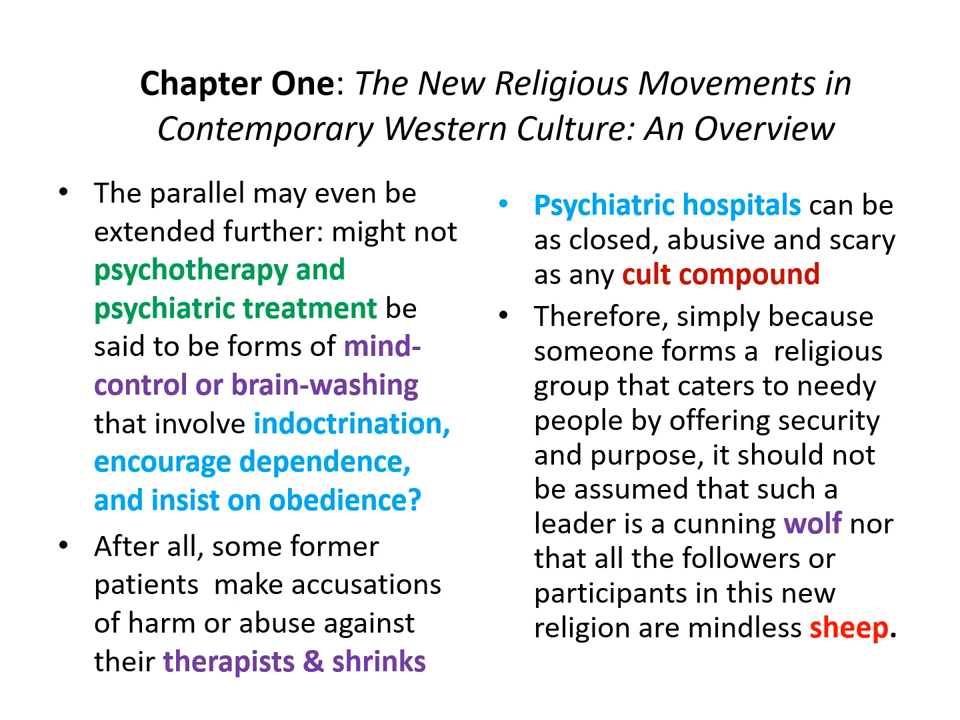 Chapter One: The New Religious Movements in
Contemporary Western Culture: An Overview
• The parallel may even be
extended further: might not
psychotherapy and
psychiatric treatment be
said to be forms of mind-
control or brain-washing
that involve indoctrination,
encourage dependence,
and insist on obedience?
• After all, some former
patients  make accusations
of harm or abuse against
their therapists & shrinks
• Psychiatric hospitals can be
as closed, abusive and scary
as any cult compound
• Therefore, simply because
someone forms a  religious
group that caters to needy
people by offering security
and purpose, it should not
be assumed that such a
leader is a cunning wolf nor
that all the followers or
participants in this new
religion are mindless sheep.